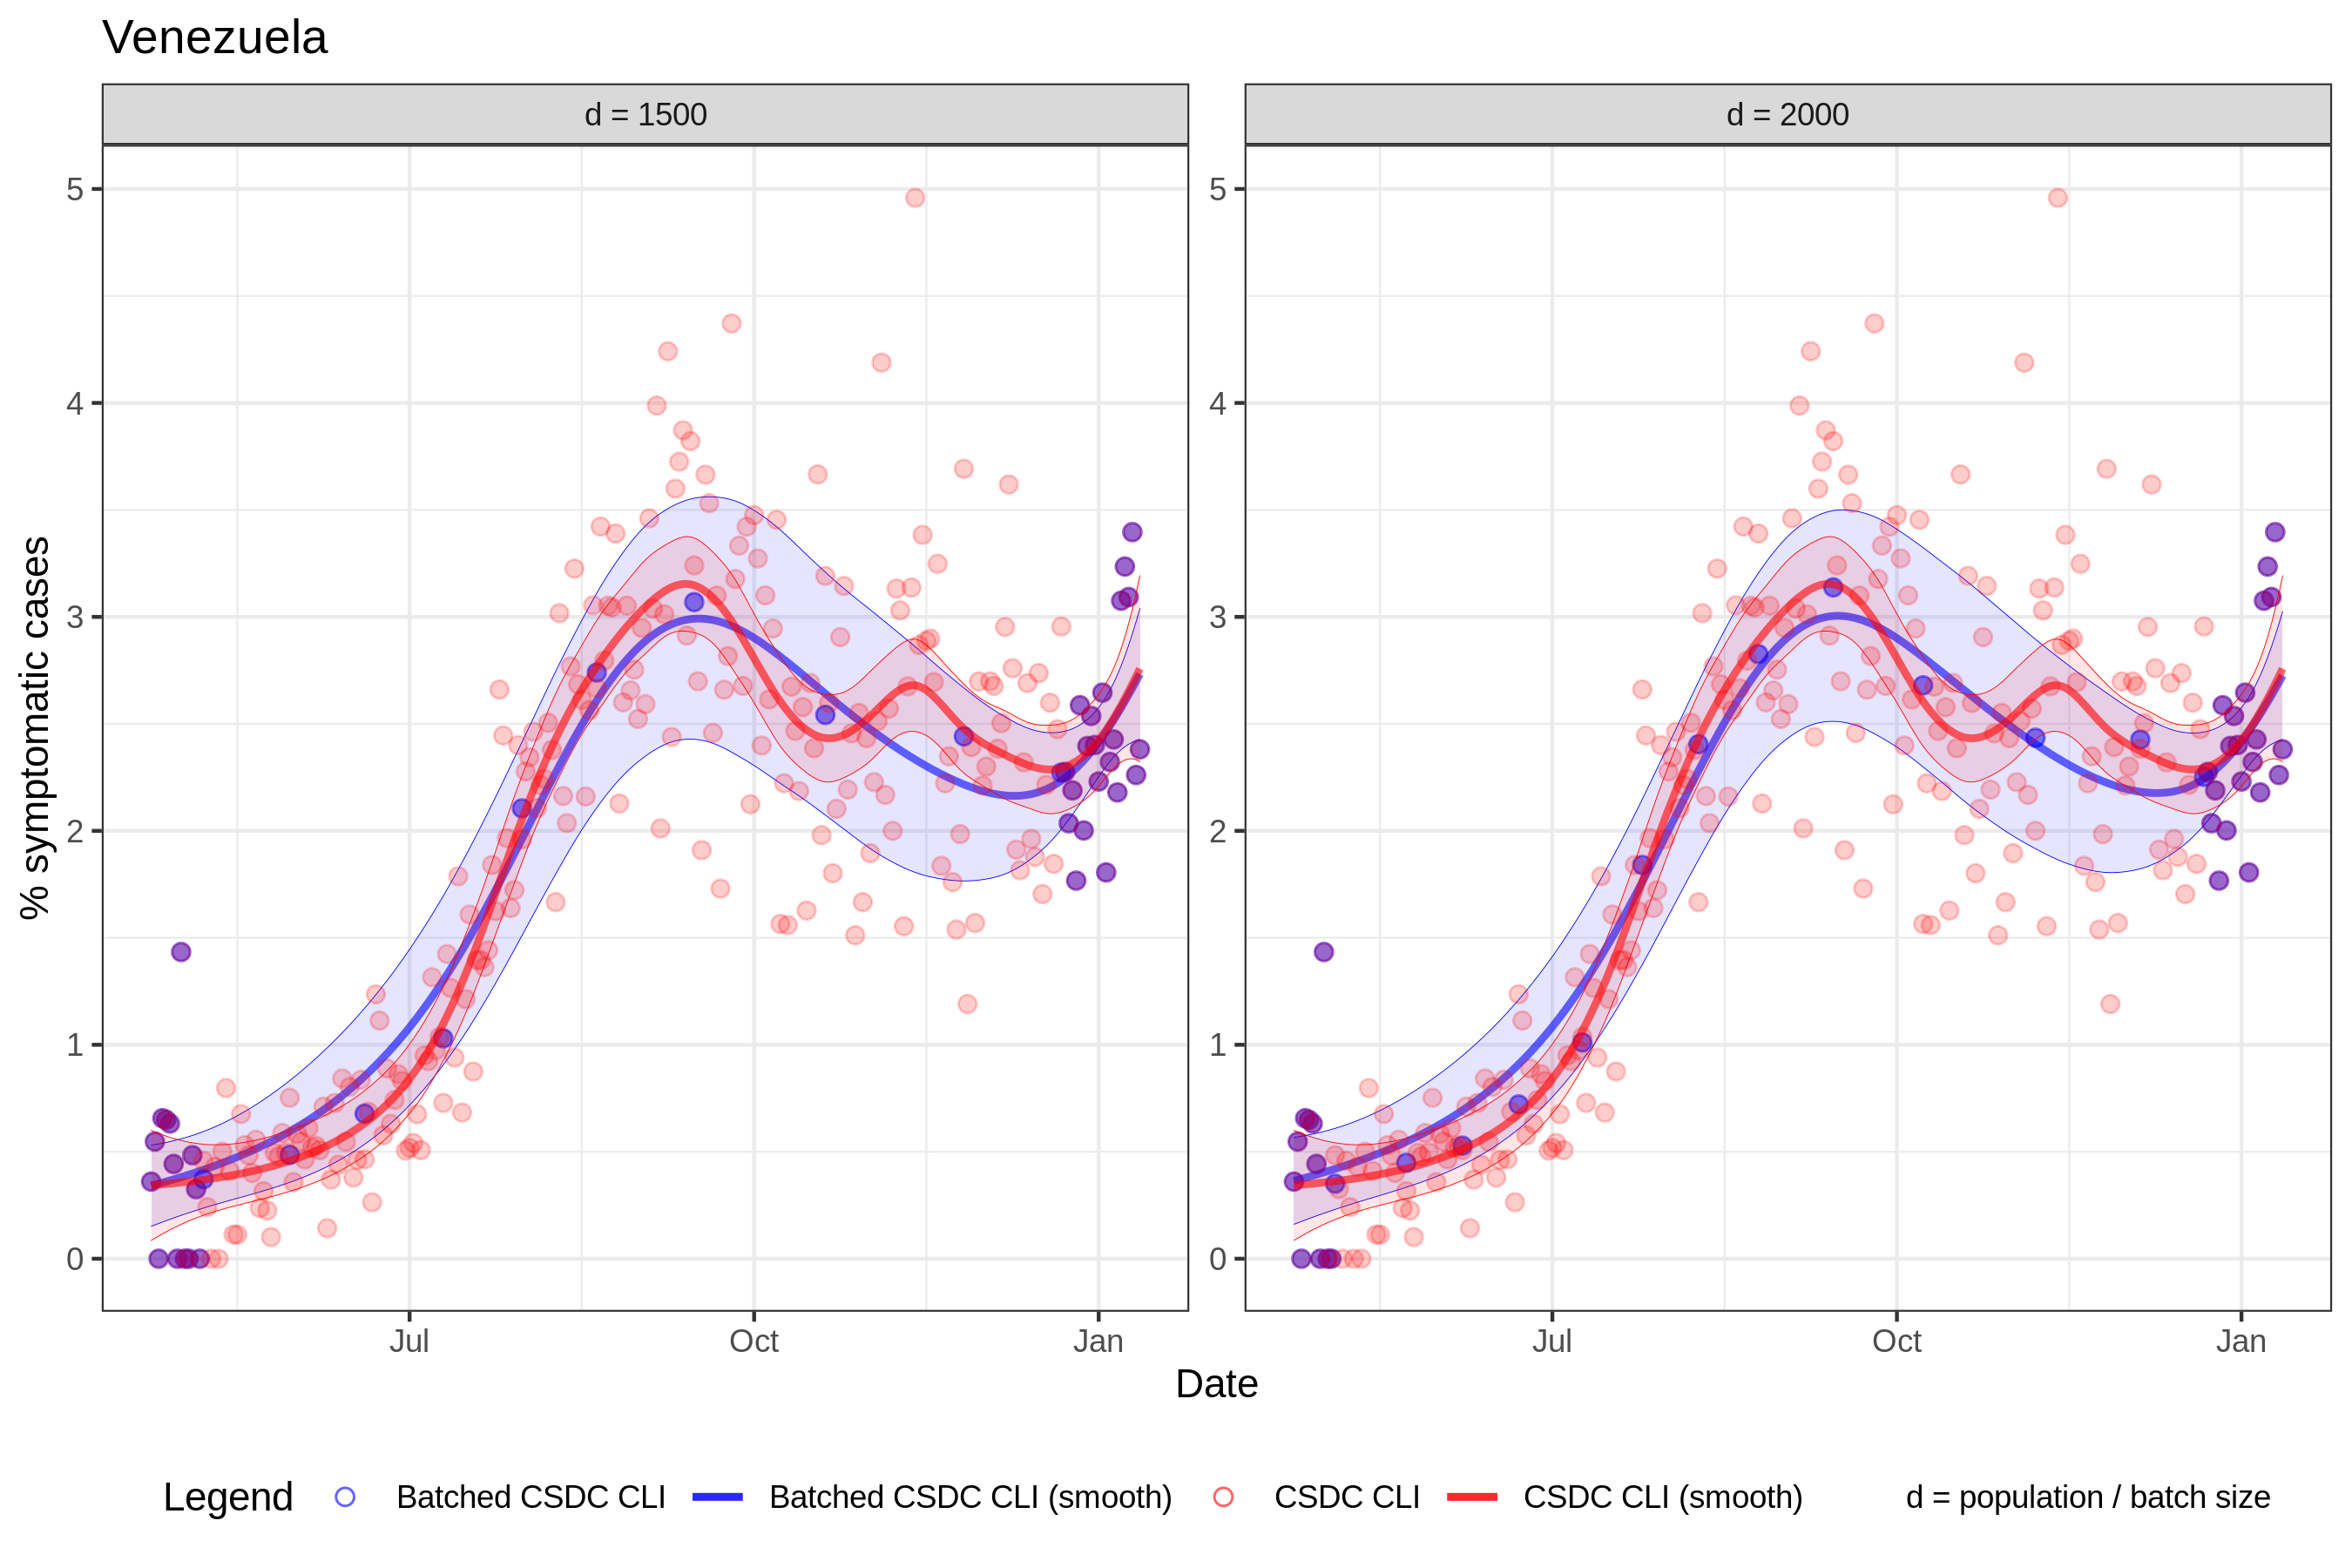 Venezuela
d = 1500
d = 2000
% symptomatic cases
5
4
3
2
1
0
5
4
3
2
1
0
Jul
Oct
Jan
Jul
Oct
Jan
Date
Legend
Batched CSDC CLI
Batched CSDC CLI (smooth)
CSDC CLI
CSDC CLI (smooth)
d = population / batch size